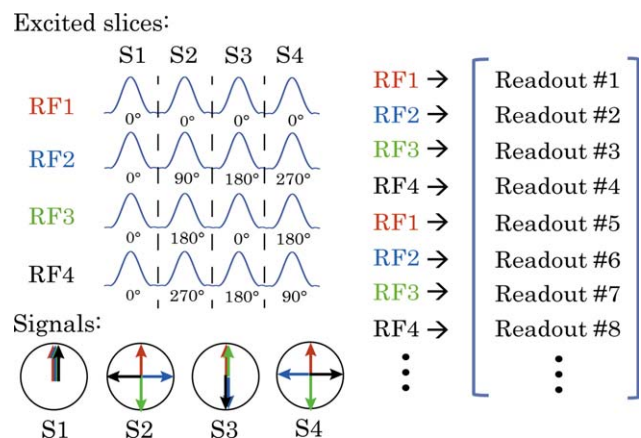 Excited slices:
S1 S2 S3 S4
RF1
0° 0° 0° 0°
RF2
0° 90° 180° 270°
RF3
0° 180° 0° 180°
RF4
0° 270° 180° 90°
Signals:
S1 S2 S3 S4
RF1 → Readout #1
RF2 → Readout #2
RF3 → Readout #3
RF4 → Readout #4
RF1 → Readout #5
RF2 → Readout #6
RF3 → Readout #7
RF4 → Readout #8